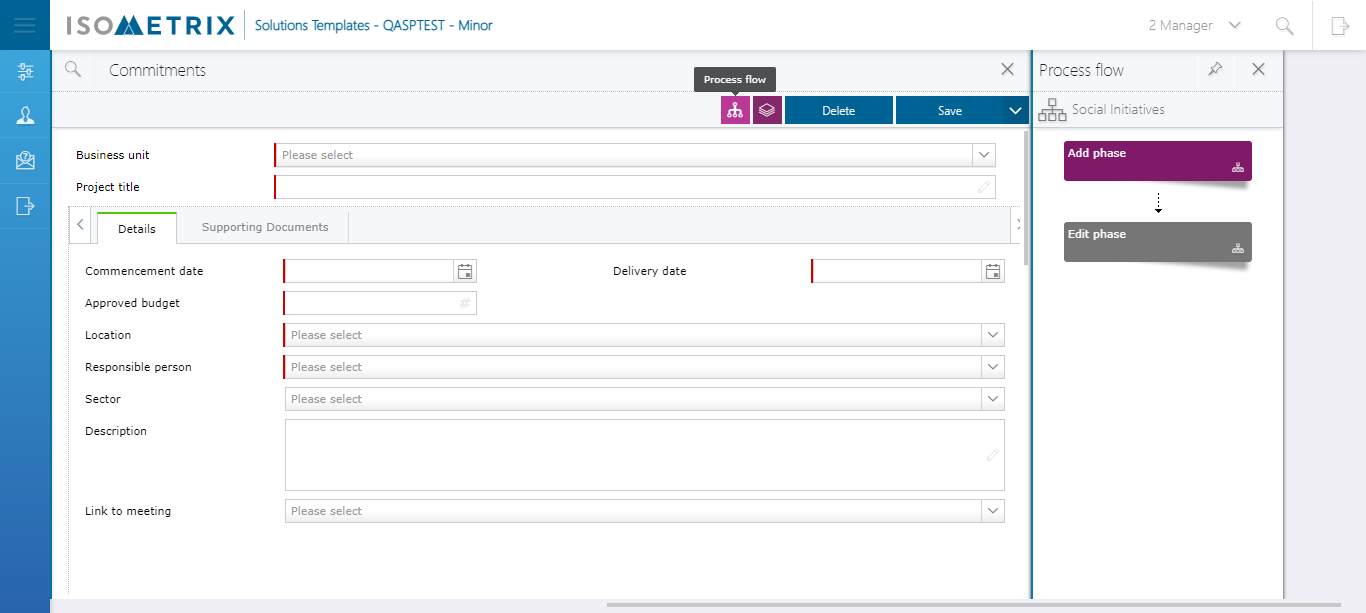 ISOMETRIX
Solutions Templates - QASPTEST - Minor
2 Manager
Commitments
Process flow
Process flow
Delete
Save
Social Initiatives
Add phase
Edit phase
Business unit
Please select
Project title
Details
Supporting Documents
Commencement date
Delivery date
Approved budget
#
Location
Please select
Responsible person
Please select
Sector
Please select
Description
Link to meeting
Please select